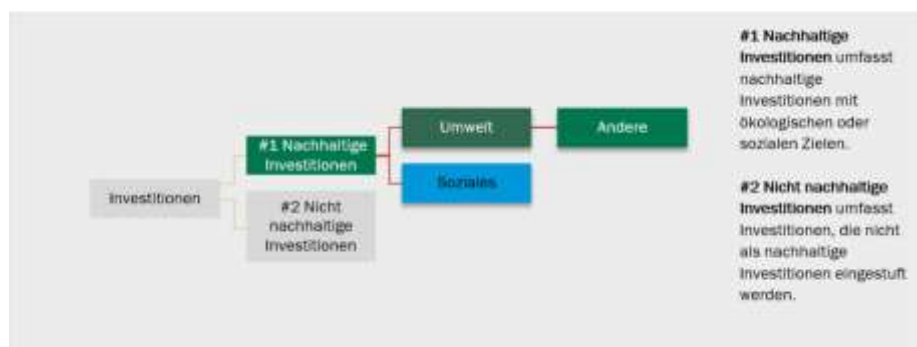 Investitionen
#1 Nachhaltige
Investitionen
#2 Nicht
nachhaltige
Investitionen
Umwelt
Soziales
Andere
#1 Nachhaltige
Investitionen umfasst
nachhaltige
Investitionen mit
ökologischen oder
sozialen Zielen.
#2 Nicht nachhaltige
Investitionen umfasst
Investitionen, die nicht
als nachhaltige
Investitionen eingestuft
werden.